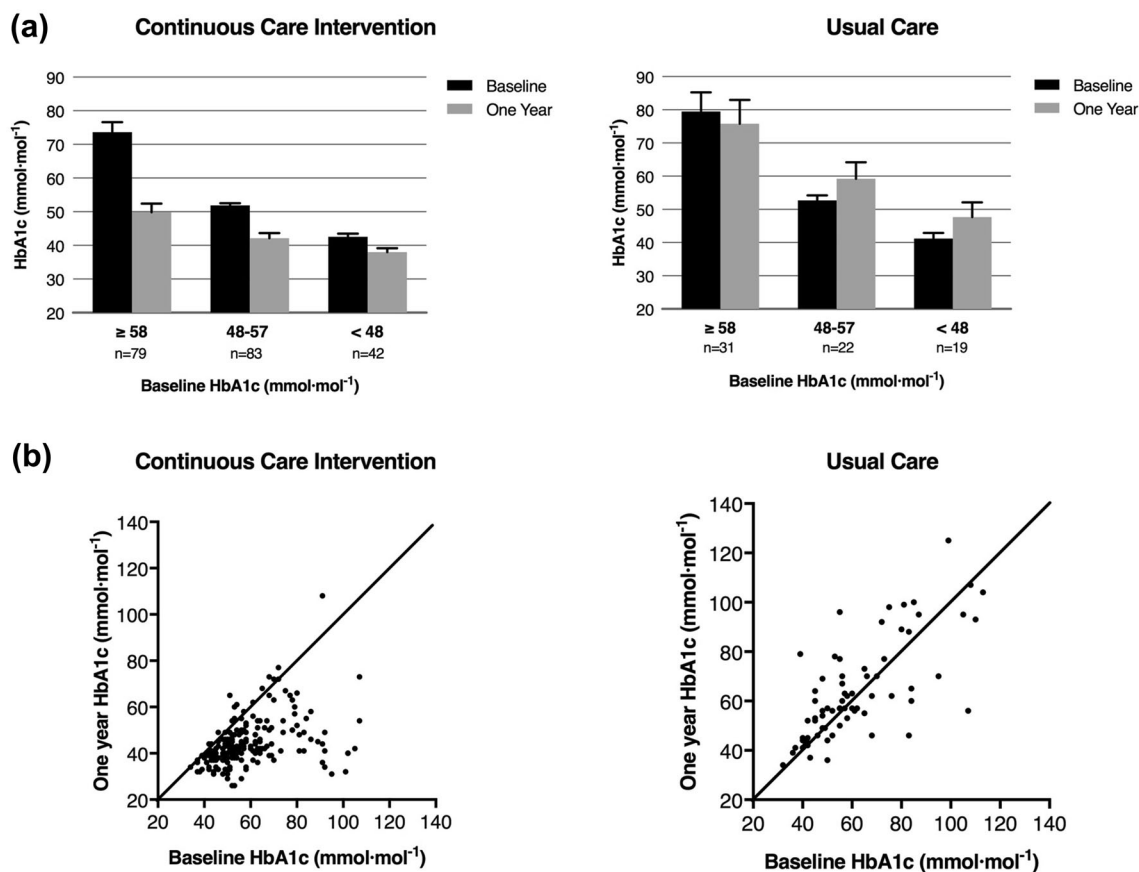 (a)
Continuous Care Intervention
90
80
70
60
50
40
30
20
HbA1c (mmol·mol⁻¹)
Baseline
One Year
≥ 58 48-57 < 48
n=79 n=83 n=42
Baseline HbA1c (mmol·mol⁻¹)
Usual Care
90
80
70
60
50
40
30
20
HbA1c (mmol·mol⁻¹)
Baseline
One Year
≥ 58 48-57 < 48
n=31 n=22 n=19
Baseline HbA1c (mmol·mol⁻¹)
(b)
Continuous Care Intervention
140
120
100
80
60
40
20
One year HbA1c (mmol·mol⁻¹)
20 40 60 80 100 120 140
Baseline HbA1c (mmol·mol⁻¹)
Usual Care
140
120
100
80
60
40
20
One year HbA1c (mmol·mol⁻¹)
20 40 60 80 100 120 140
Baseline HbA1c (mmol·mol⁻¹)